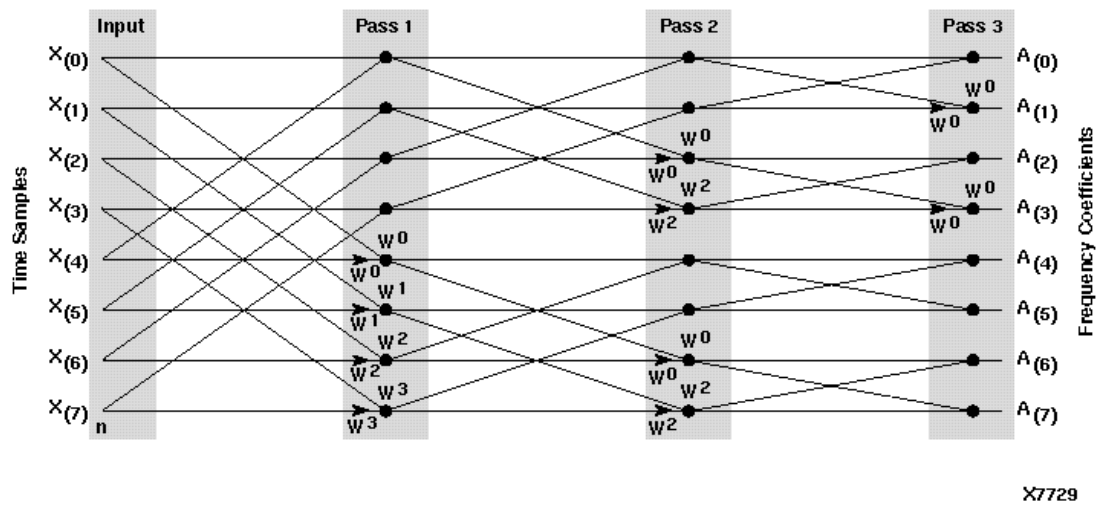 Input Pass 1 Pass 2 Pass 3
X(0) A(0)
W0
X(1) A(1)
W0
W0
X(2) A(2)
W0
W2 W0
X(3) A(3)
W2 W0
W0
X(4) A(4)
W0
W1
X(5) A(5)
W1
W2 W0
X(6) A(6)
W2 W0
W3 W2
X(7) A(7)
n W3 W2
Time Samples
Frequency Coefficients
X7729